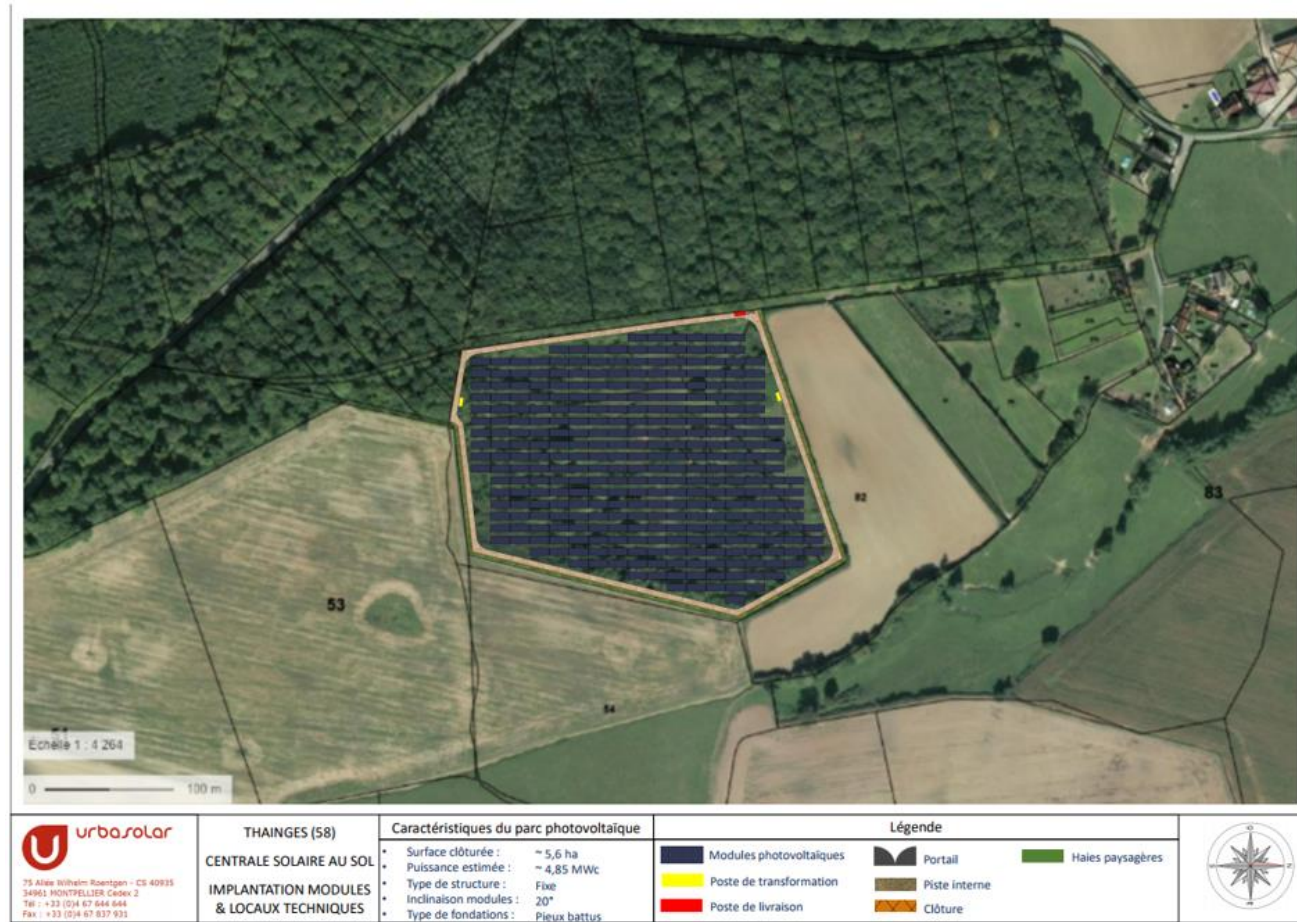 82
83
53
54
51
Echelle 1 : 4 264
0 100 m
urbasolar
75 Allée Wilhelm Roentgen - CS 40935
34961 MONTPELLIER Cedex 2
Tél : +33 (0)4 67 644 644
Fax : +33 (0)4 67 837 931
THAINGES (58)
CENTRALE SOLAIRE AU SOL
IMPLANTATION MODULES
& LOCAUX TECHNIQUES
Caractéristiques du parc photovoltaïque
• Surface clôturée : ~ 5,6 ha
• Puissance estimée : ~ 4,85 MWc
• Type de structure : Fixe
• Inclinaison modules : 20°
• Type de fondations : Pieux battus
Légende
Modules photovoltaïques
Poste de transformation
Poste de livraison
Portail
Piste interne
Clôture
Haies paysagères